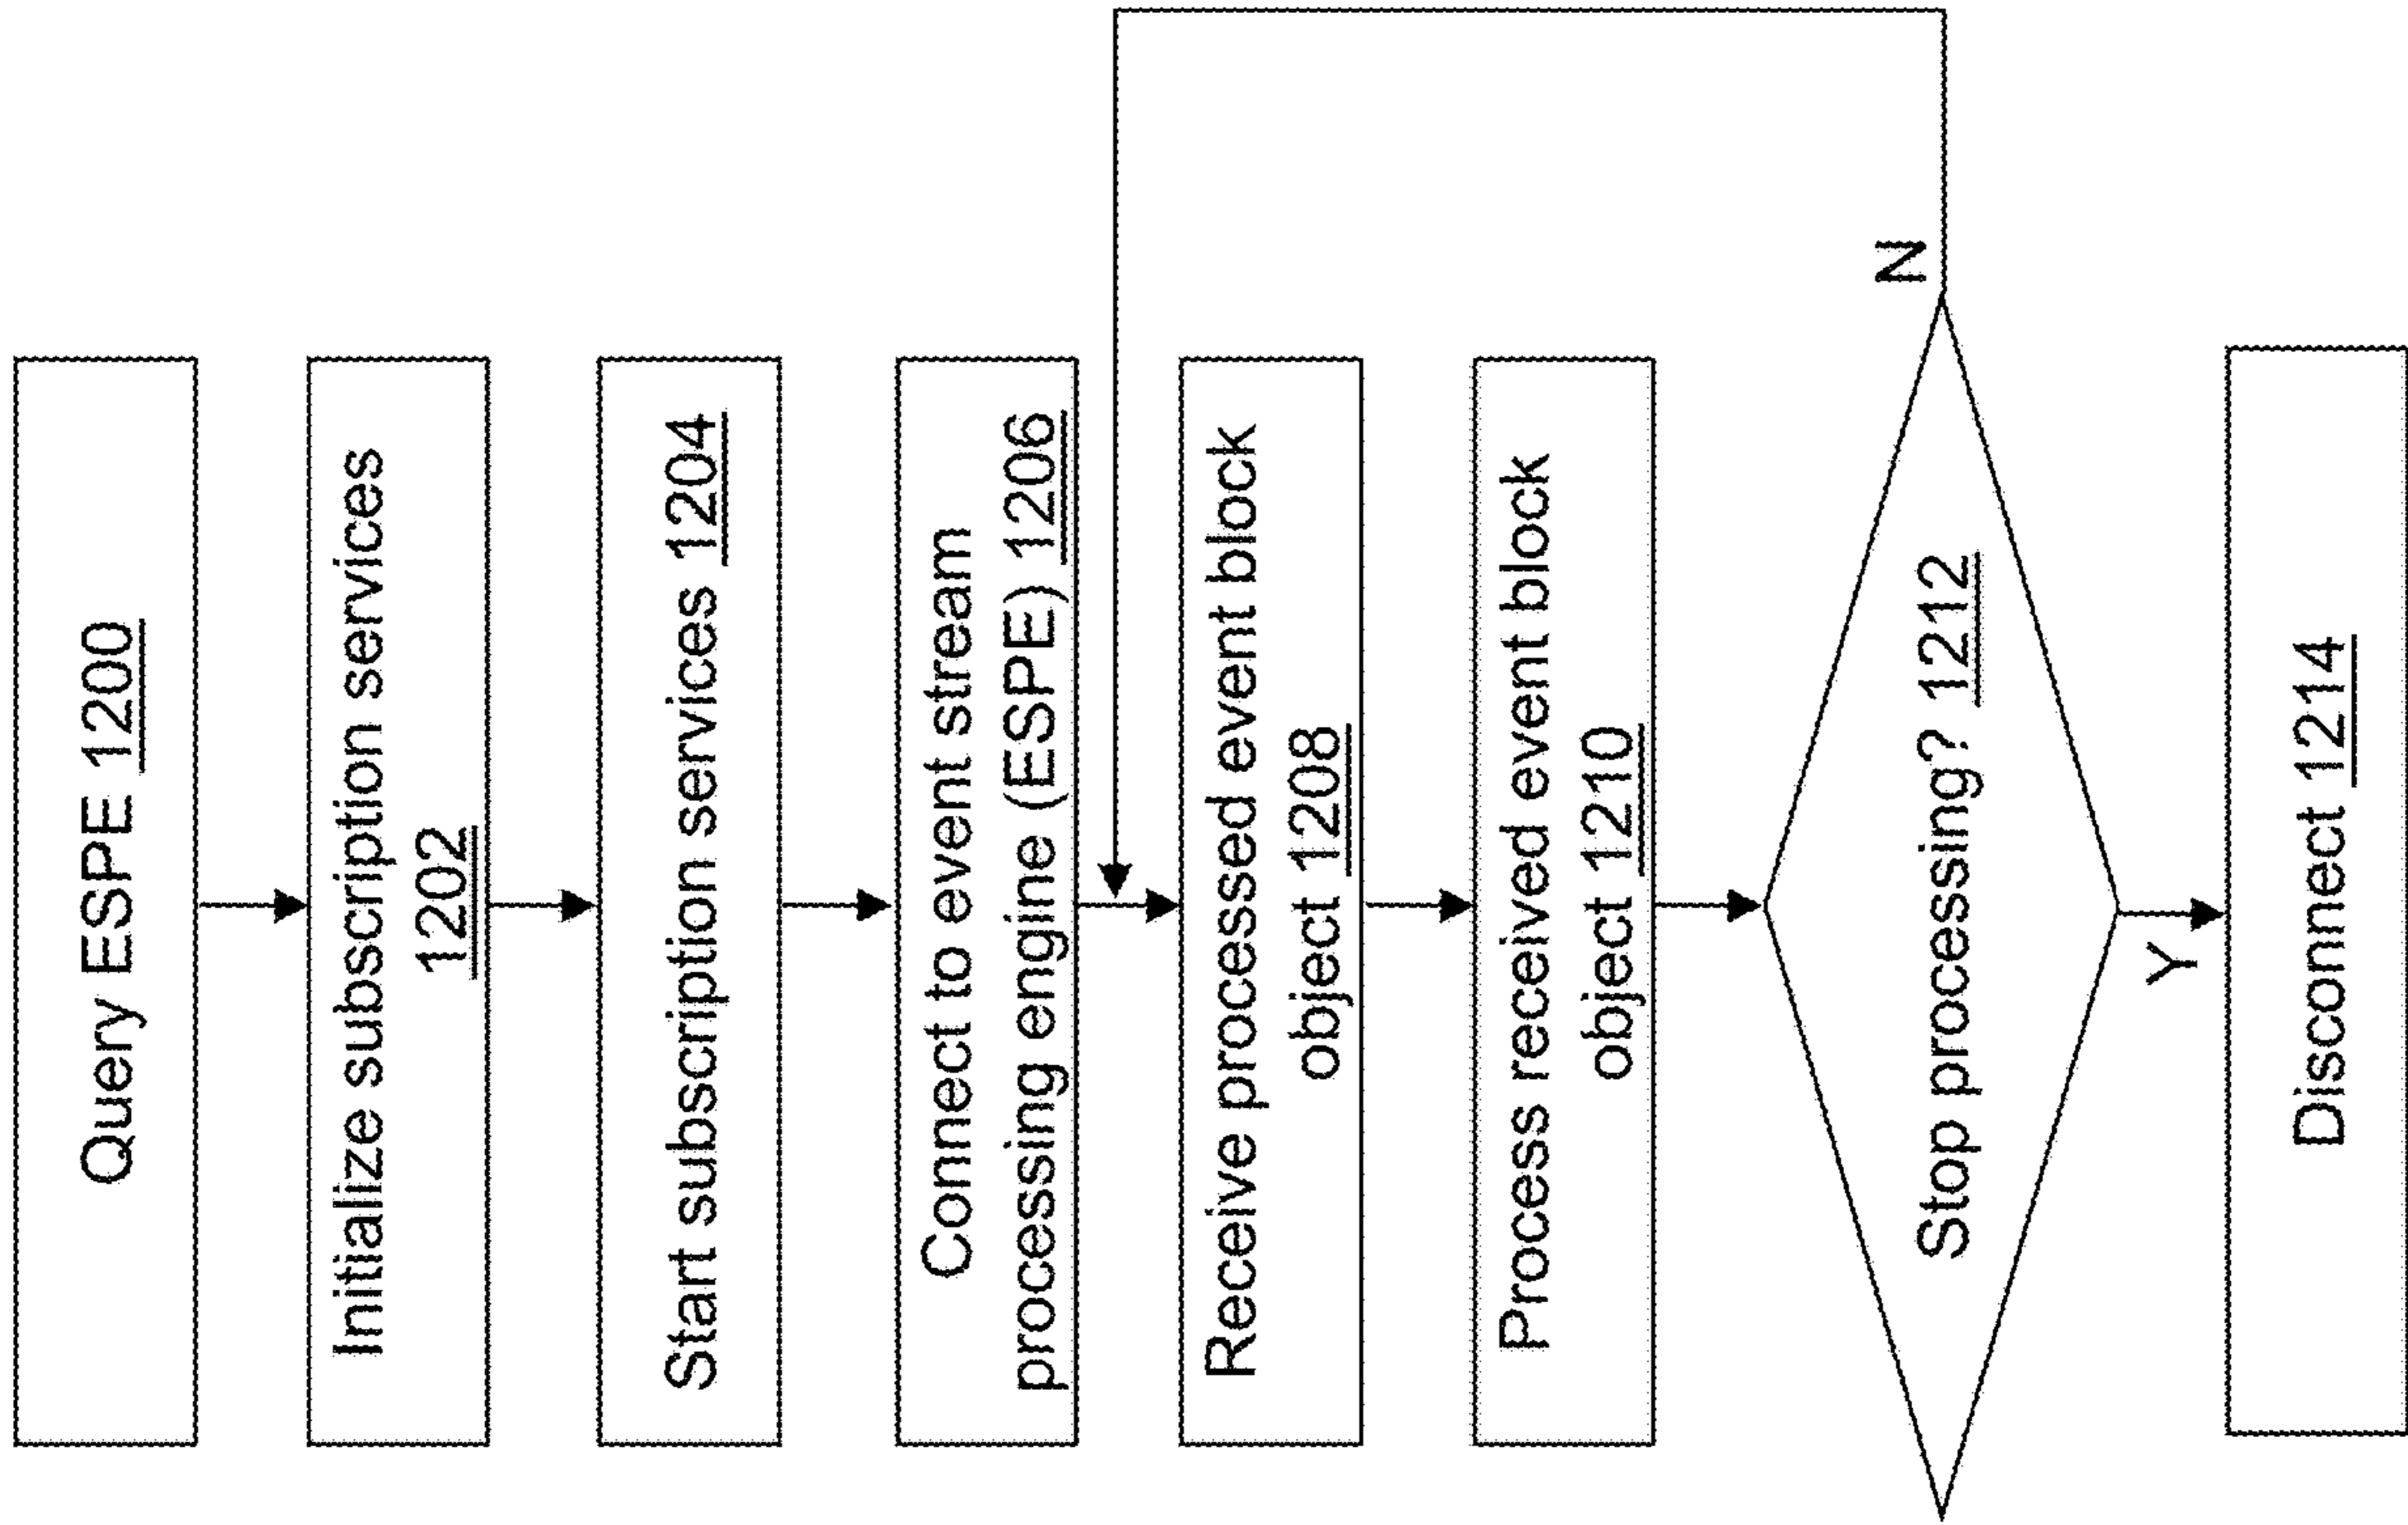 Query ESPE 1200
Initialize subscription services
1202
Start subscription services 1204
Connect to event stream
processing engine (ESPE) 1206
Receive processed event block
object 1208
Process received event block
object 1210
Stop processing? 1212
N
Y
Disconnect 1214